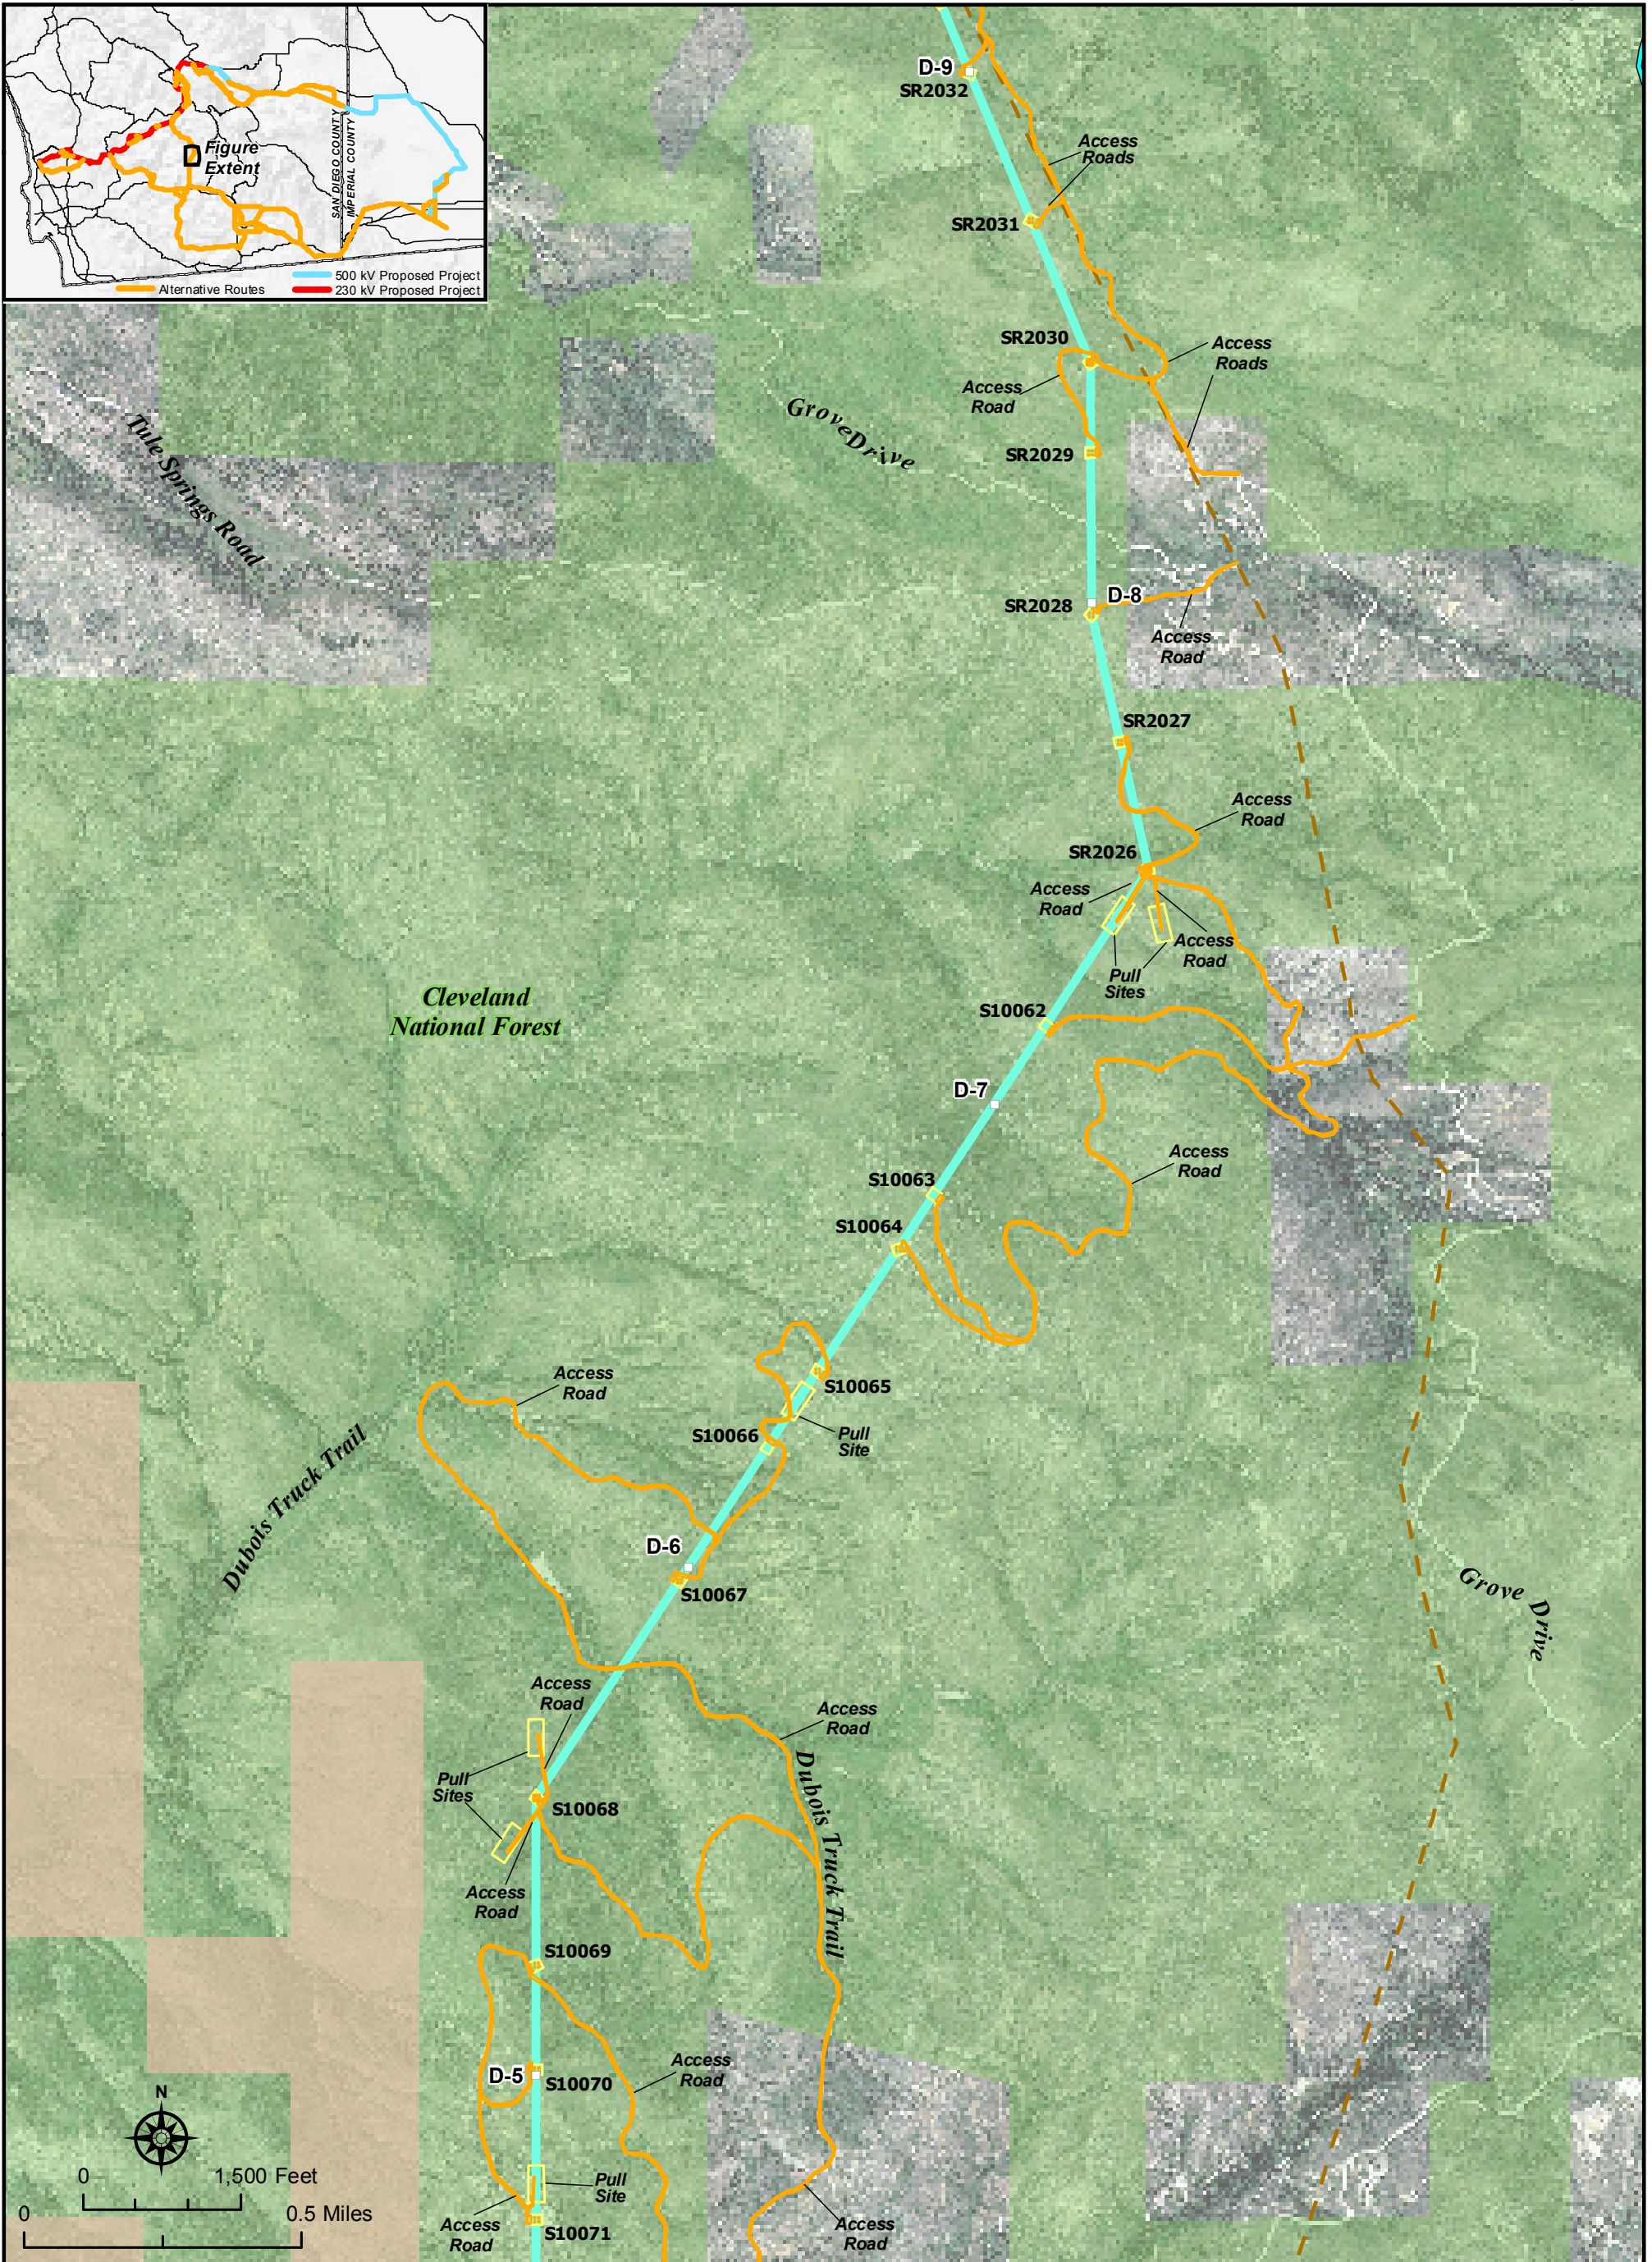 D-9
SR2032
Access
Roads
SR2031
Figure
Extent
SAN DIEGO COUNTY
IMPERIAL COUNTY
500 kV Proposed Project
Alternative Routes
230 kV Proposed Project
SR2030
Access
Roads
Access
Road
Grove Drive
SR2029
Tule Springs Road
D-8
SR2028
Access
Road
SR2027
Access
Road
SR2026
Access
Road
Access
Road
Pull
Sites
Cleveland
National Forest
S10062
D-7
Access
Road
S10063
S10064
Access
Road
S10065
Pull
Site
S10066
Dubois Truck Trail
D-6
S10067
Grove Drive
Access
Road
Access
Road
Pull
Sites
S10068
Dubois Truck Trail
Access
Road
S10069
Access
Road
D-5
S10070
N
0 1,500 Feet
0 0.5 Miles
Pull
Site
Access
Road
S10071
Access
Road